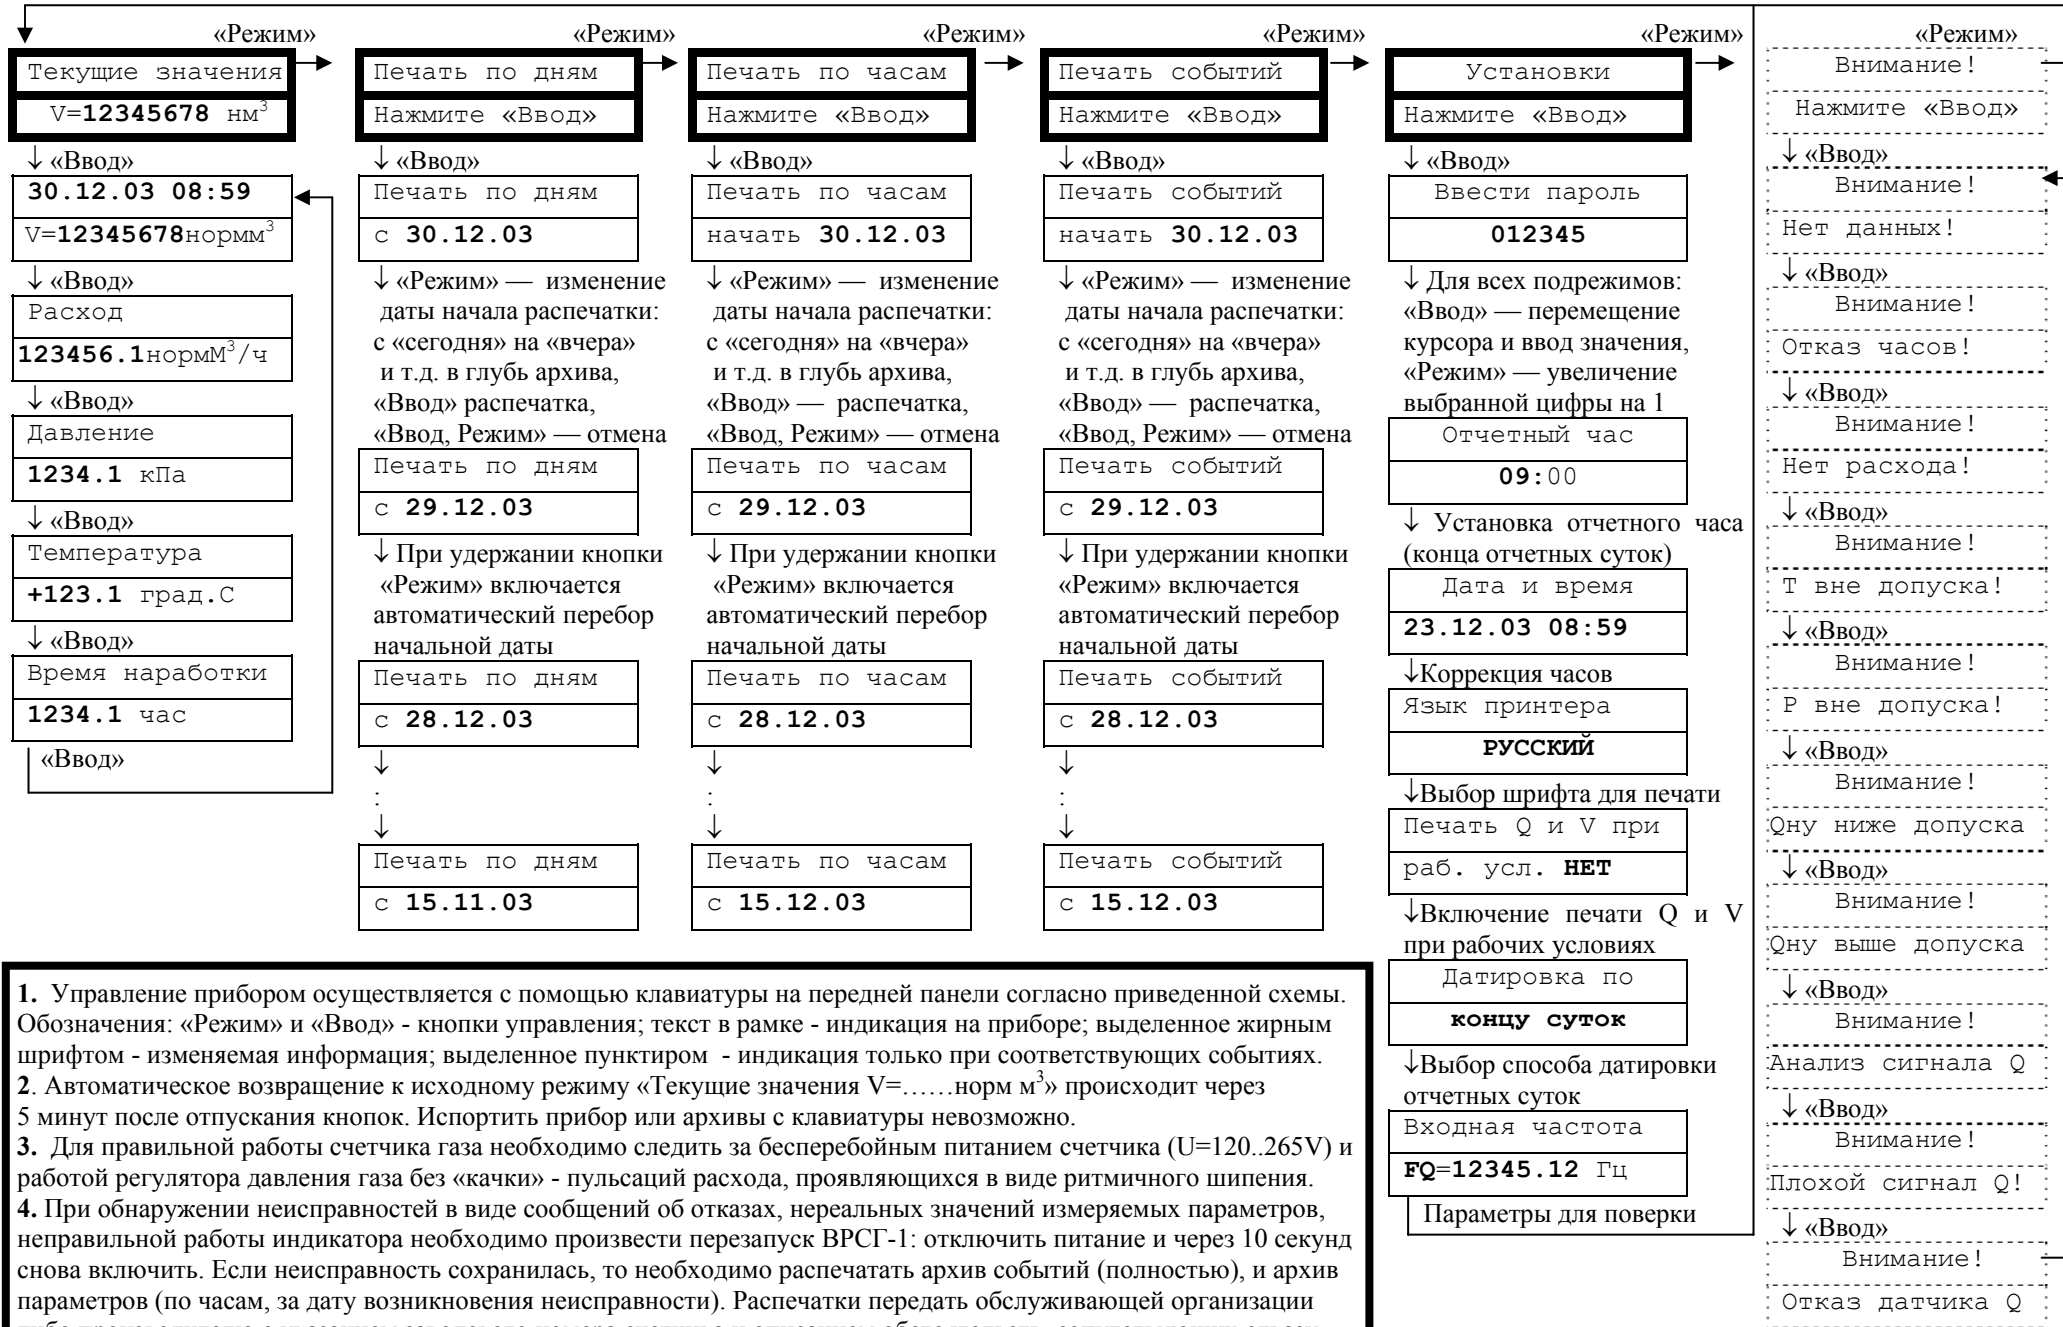 «Режим»
Текущие значения
V=12345678 нм³
↓ «Ввод»
30.12.03 08:59
V=12345678нормм³
↓ «Ввод»
Расход
123456.1нормМ³/ч
↓ «Ввод»
Давление
1234.1 кПа
↓ «Ввод»
Температура
+123.1 град.С
↓ «Ввод»
Время наработки
1234.1 час
«Ввод»
«Режим»
Печать по дням
Нажмите «Ввод»
↓ «Ввод»
Печать по дням
с 30.12.03
↓ «Режим» — изменение
даты начала распечатки:
с «сегодня» на «вчера»
и т.д. в глубь архива,
«Ввод» распечатка,
«Ввод, Режим» — отмена
Печать по дням
с 29.12.03
↓ При удержании кнопки
«Режим» включается
автоматический перебор
начальной даты
Печать по дням
с 28.12.03
↓
:
↓
Печать по дням
с 15.11.03
«Режим»
Печать по часам
Нажмите «Ввод»
↓ «Ввод»
Печать по часам
начать 30.12.03
↓ «Режим» — изменение
даты начала распечатки:
с «сегодня» на «вчера»
и т.д. в глубь архива,
«Ввод» — распечатка,
«Ввод, Режим» — отмена
Печать по часам
с 29.12.03
↓ При удержании кнопки
«Режим» включается
автоматический перебор
начальной даты
Печать по часам
с 28.12.03
↓
:
↓
Печать по часам
с 15.12.03
«Режим»
Печать событий
Нажмите «Ввод»
↓ «Ввод»
Печать событий
начать 30.12.03
↓ «Режим» — изменение
даты начала распечатки:
с «сегодня» на «вчера»
и т.д. в глубь архива,
«Ввод» — распечатка,
«Ввод, Режим» — отмена
Печать событий
с 29.12.03
↓ При удержании кнопки
«Режим» включается
автоматический перебор
начальной даты
Печать событий
с 28.12.03
↓
:
↓
Печать событий
с 15.12.03
«Режим»
Установки
Нажмите «Ввод»
↓ «Ввод»
Ввести пароль
012345
↓ Для всех подрежимов:
«Ввод» — перемещение
курсора и ввод значения,
«Режим» — увеличение
выбранной цифры на 1
Отчетный час
09:00
↓ Установка отчетного часа
(конца отчетных суток)
Дата и время
23.12.03 08:59
↓Коррекция часов
Язык принтера
РУССКИЙ
↓Выбор шрифта для печати
Печать Q и V при
раб. усл. НЕТ
↓Включение печати Q и V
при рабочих условиях
Датировка по
концу суток
↓Выбор способа датировки
отчетных суток
Входная частота
FQ=12345.12 Гц
Параметры для поверки
«Режим»
Внимание!
Нажмите «Ввод»
↓ «Ввод»
Внимание!
Нет данных!
↓ «Ввод»
Внимание!
Отказ часов!
↓ «Ввод»
Внимание!
Нет расхода!
↓ «Ввод»
Внимание!
Т вне допуска!
↓ «Ввод»
Внимание!
Р вне допуска!
↓ «Ввод»
Внимание!
Qну ниже допуска
↓ «Ввод»
Внимание!
Qну выше допуска
↓ «Ввод»
Внимание!
Анализ сигнала Q
↓ «Ввод»
Внимание!
Плохой сигнал Q!
↓ «Ввод»
Внимание!
Отказ датчика Q
1. Управление прибором осуществляется с помощью клавиатуры на передней панели согласно приведенной схемы.
Обозначения: «Режим» и «Ввод» - кнопки управления; текст в рамке - индикация на приборе; выделенное жирным
шрифтом - изменяемая информация; выделенное пунктиром - индикация только при соответствующих событиях.
2. Автоматическое возвращение к исходному режиму «Текущие значения V=……норм м³» происходит через
5 минут после отпускания кнопок. Испортить прибор или архивы с клавиатуры невозможно.
3. Для правильной работы счетчика газа необходимо следить за бесперебойным питанием счетчика (U=120..265V) и
работой регулятора давления газа без «качки» - пульсаций расхода, проявляющихся в виде ритмичного шипения.
4. При обнаружении неисправностей в виде сообщений об отказах, нереальных значений измеряемых параметров,
неправильной работы индикатора необходимо произвести перезапуск ВРСГ-1: отключить питание и через 10 секунд
снова включить. Если неисправность сохранилась, то необходимо распечатать архив событий (полностью), и архив
параметров (по часам, за дату возникновения неисправности). Распечатки передать обслуживающей организации